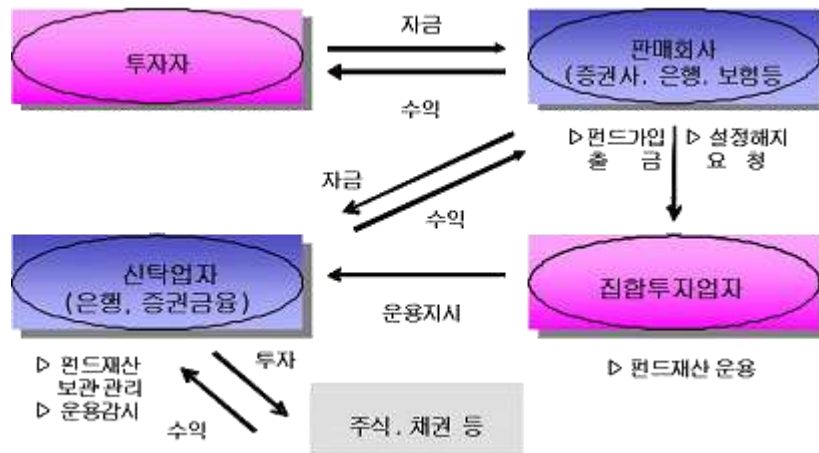 자금
투자자
판매회사
(증권사, 은행, 보험등
수익
▷펀드가입
출 금
▷ 설정해지
요 청
자금
수익
신탁업자
(은행, 증권금융)
집합투자업자
운용지시
▷ 펀드재산
보관·관리
▷ 운용감시
투자
수익
▷ 펀드재산 운용
주식, 채권 등